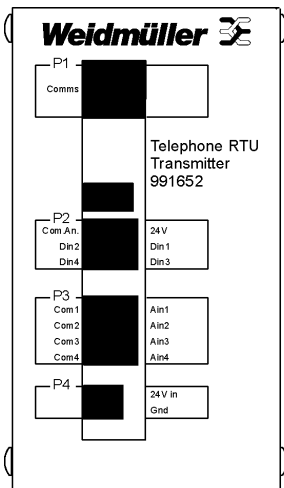 Weidmüller
P1
Comms
Telephone RTU
Transmitter
991652
P2
Com.An. 24V
Din2 Din1
Din4 Din3
P3
Com1 Ain1
Com2 Ain2
Com3 Ain3
Com4 Ain4
P4
24V in
Gnd